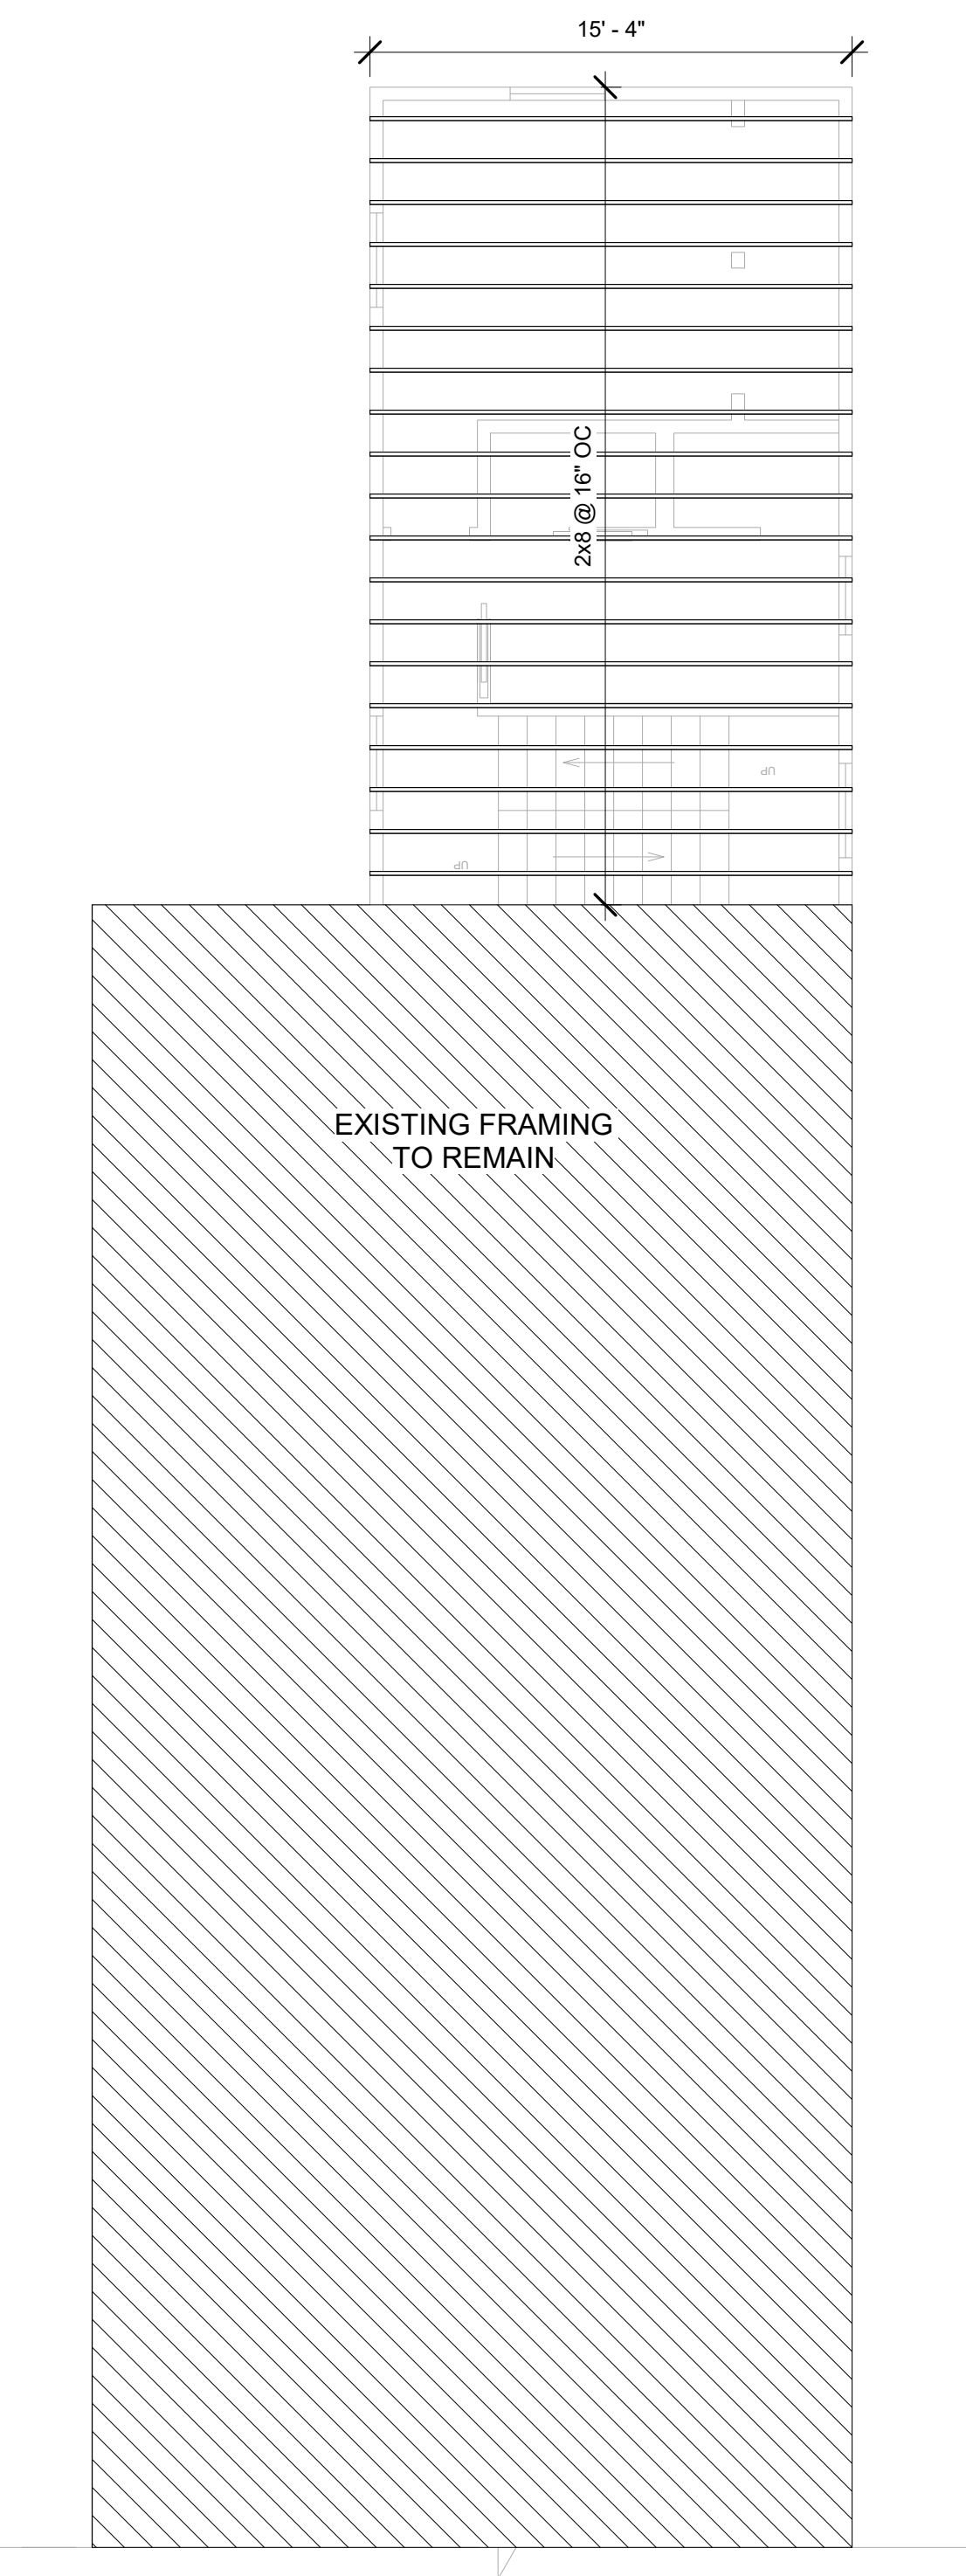 15' - 4"
2x8 @ 16" OC
UP
UP
EXISTING FRAMING
TO REMAIN